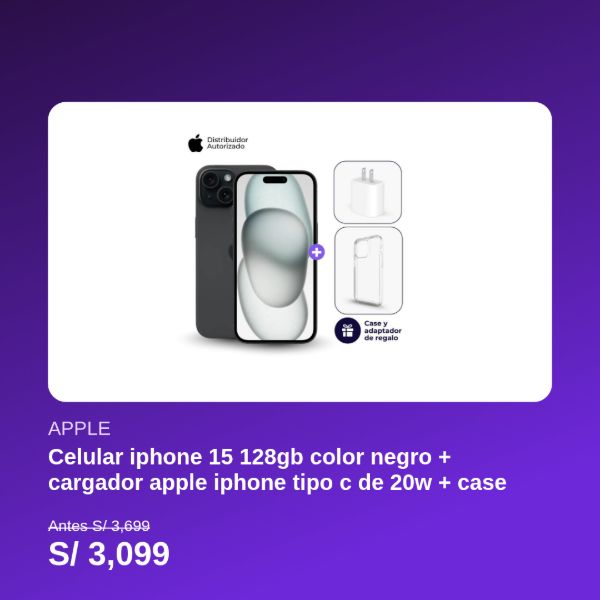 Distribuidor
Autorizado
Case y
adaptador
de regalo
APPLE
Celular iphone 15 128gb color negro +
cargador apple iphone tipo c de 20w + case
Antes S/ 3,699
S/ 3,099